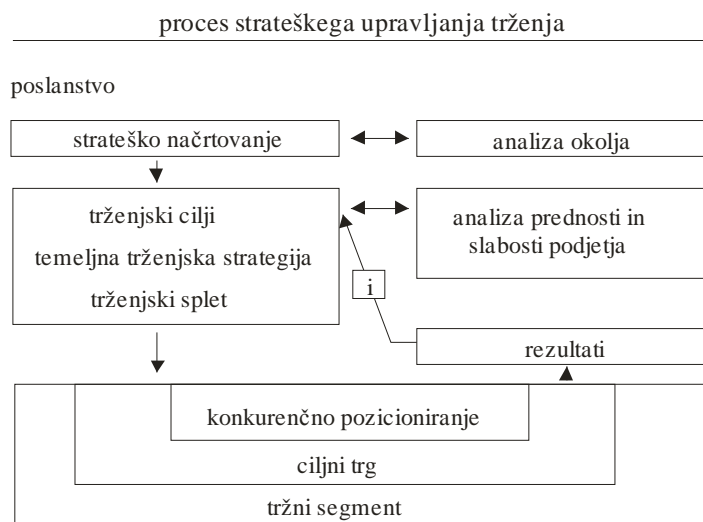 proces strateškega upravljanja trženja
poslanstvo
strateško načrtovanje
analiza okolja
trženjski cilji
temeljna trženjska strategija
trženjski splet
analiza prednosti in
slabosti podjetja
i
rezultati
konkurenčno pozicioniranje
ciljni trg
tržni segment